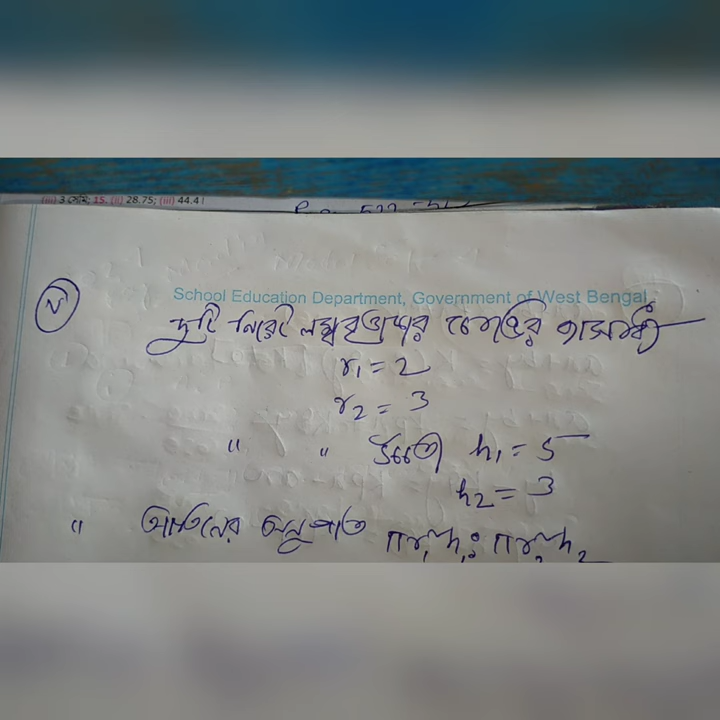 (iii) 3 সেমি; 15. (i) 28.75; (iii) 44.4।
School Education Department, Government of West Bengal
দুটি নিরেট লম্ববৃত্তাকার চোঙের ব্যাসার্ধ
r₁ = 2
r₂ = 3
" " উচ্চতা h₁ = 5
h₂ = 3
" আয়তনের অনুপাত πr₁²h₁ : πr₂²h₂